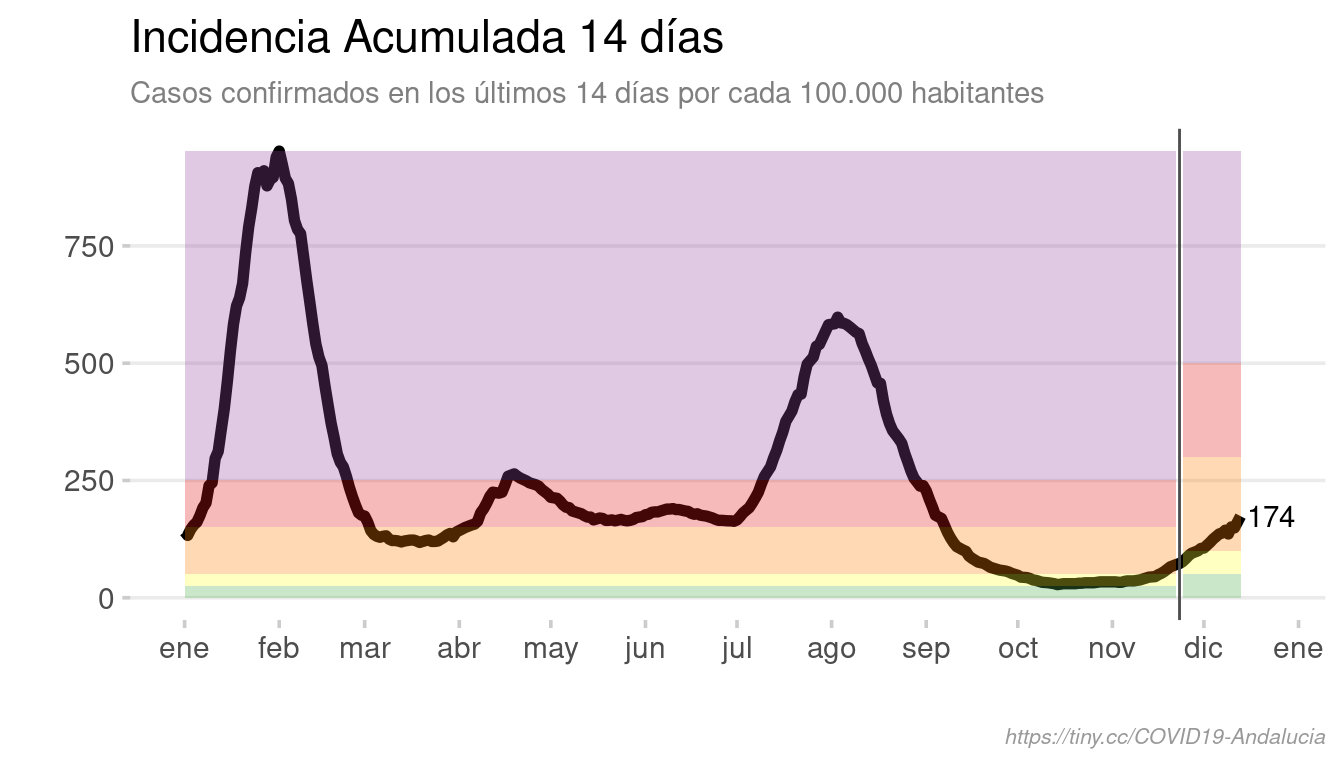 Incidencia Acumulada 14 días
Casos confirmados en los últimos 14 días por cada 100.000 habitantes
750
500
250
0
174
ene feb mar abr may jun jul ago sep oct nov dic ene
https://tiny.cc/COVID19-Andalucia